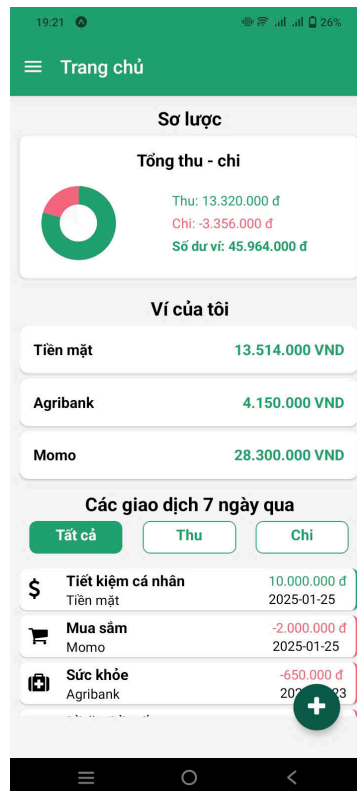 19:21
26%
Trang chủ
Sơ lược
Tổng thu - chi
Thu: 13.320.000 đ
Chi: -3.356.000 đ
Số dư ví: 45.964.000 đ
Ví của tôi
Tiền mặt 13.514.000 VND
Agribank 4.150.000 VND
Momo 28.300.000 VND
Các giao dịch 7 ngày qua
Tất cả Thu Chi
Tiết kiệm cá nhân 10.000.000 đ
Tiền mặt 2025-01-25
Mua sắm -2.000.000 đ
Momo 2025-01-25
Sức khỏe -650.000 đ
Agribank